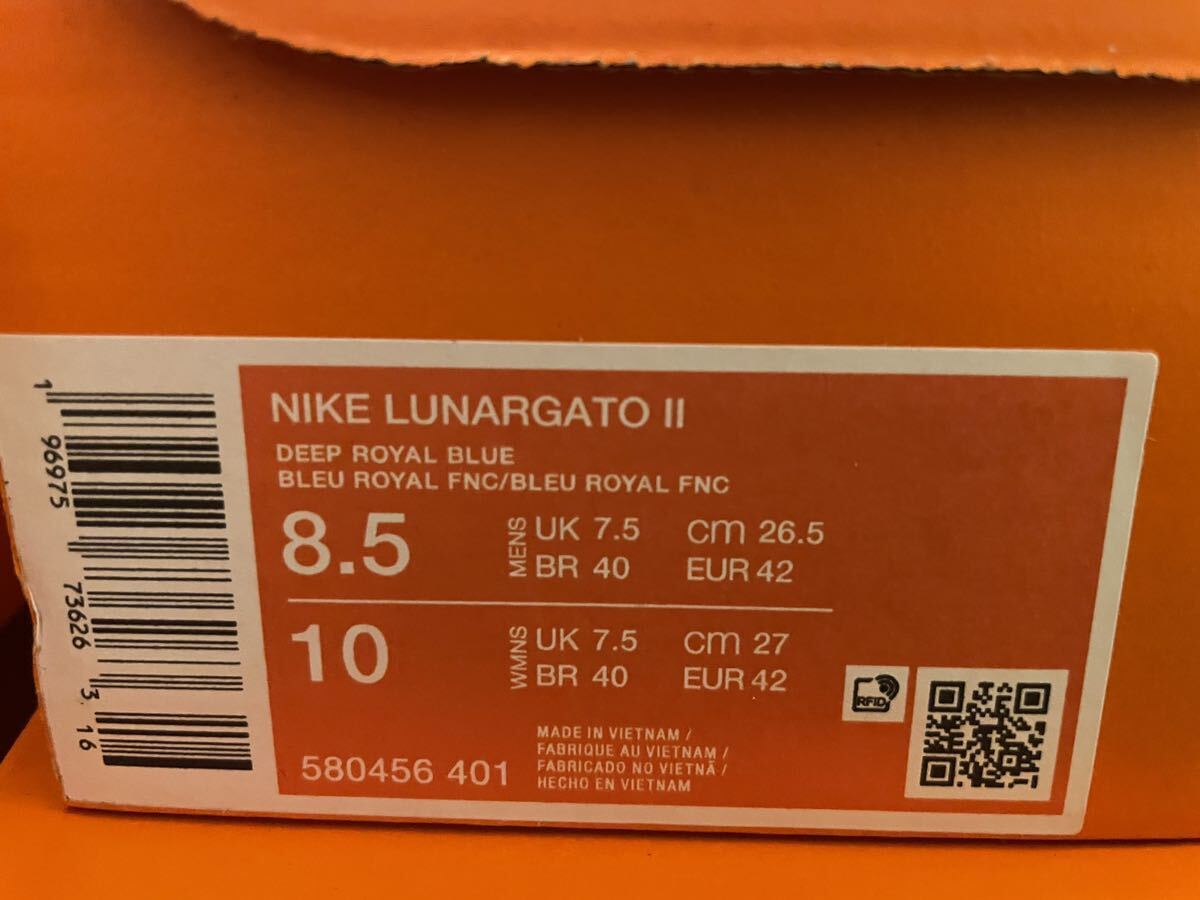 NIKE LUNARGATO II
DEEP ROYAL BLUE
BLEU ROYAL FNC/BLEU ROYAL FNC
8.5 MENS UK 7.5 cm 26.5
BR 40 EUR 42
10 WMNS UK 7.5 cm 27
BR 40 EUR 42
580456 401
MADE IN VIETNAM /
FABRIQUE AU VIETNAM /
FABRICADO NO VIETNÃ /
HECHO EN VIETNAM
RFID
1 96975 73626 3 16